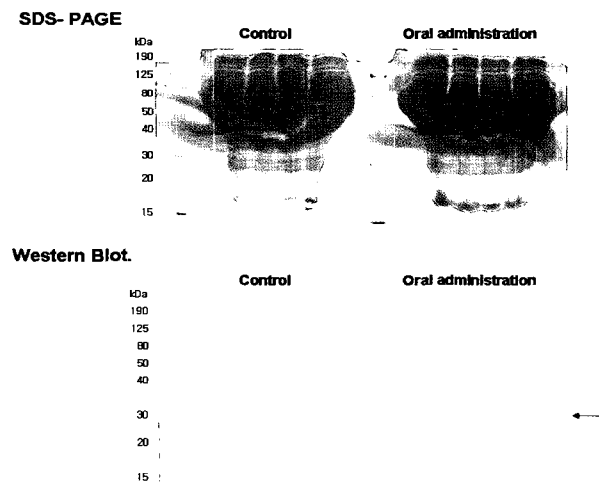 SDS- PAGE
Control
Oral administration
kDa
190
125
80
50
40
30
20
15
Western Blot.
Control
Oral administration
kDa
190
125
80
50
40
30
20
15